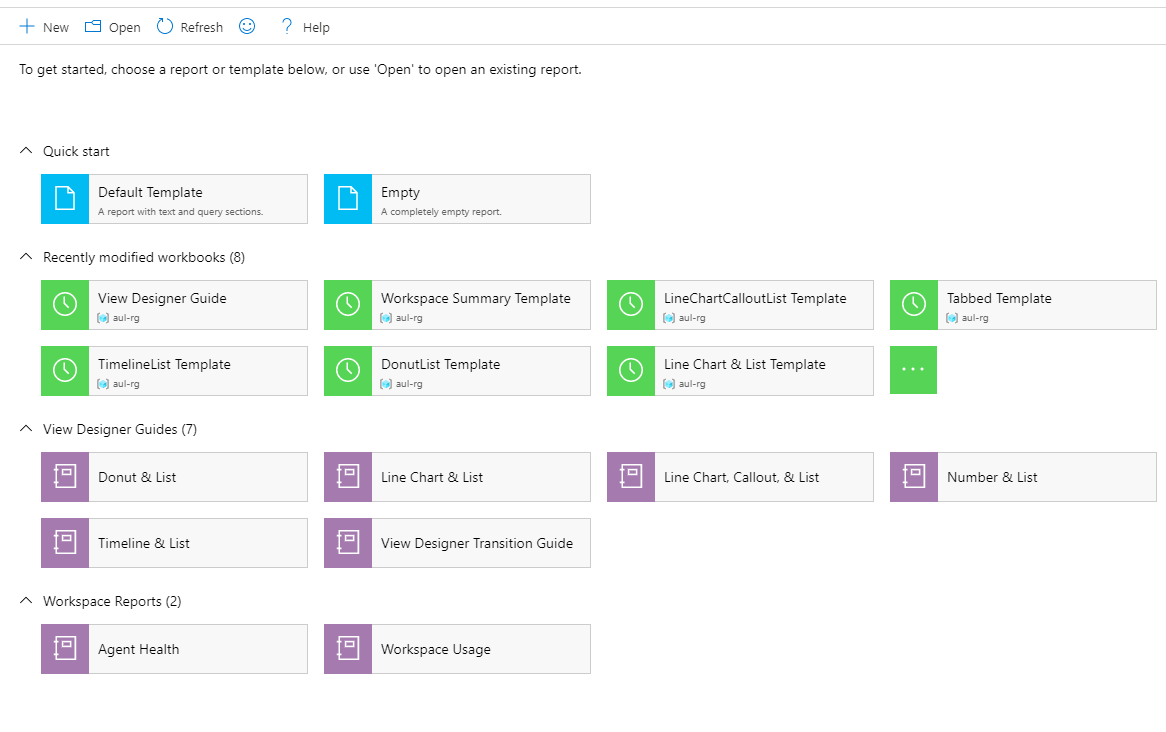 New Open Refresh ? Help
To get started, choose a report or template below, or use 'Open' to open an existing report.
Quick start
Default Template Empty
A report with text and query sections. A completely empty report.
Recently modified workbooks (8)
View Designer Guide Workspace Summary Template LineChartCalloutList Template Tabbed Template
aul-rg aul-rg aul-rg aul-rg
TimelineList Template DonutList Template Line Chart & List Template
aul-rg aul-rg aul-rg
View Designer Guides (7)
Donut & List Line Chart & List Line Chart, Callout, & List Number & List
Timeline & List View Designer Transition Guide
Workspace Reports (2)
Agent Health Workspace Usage